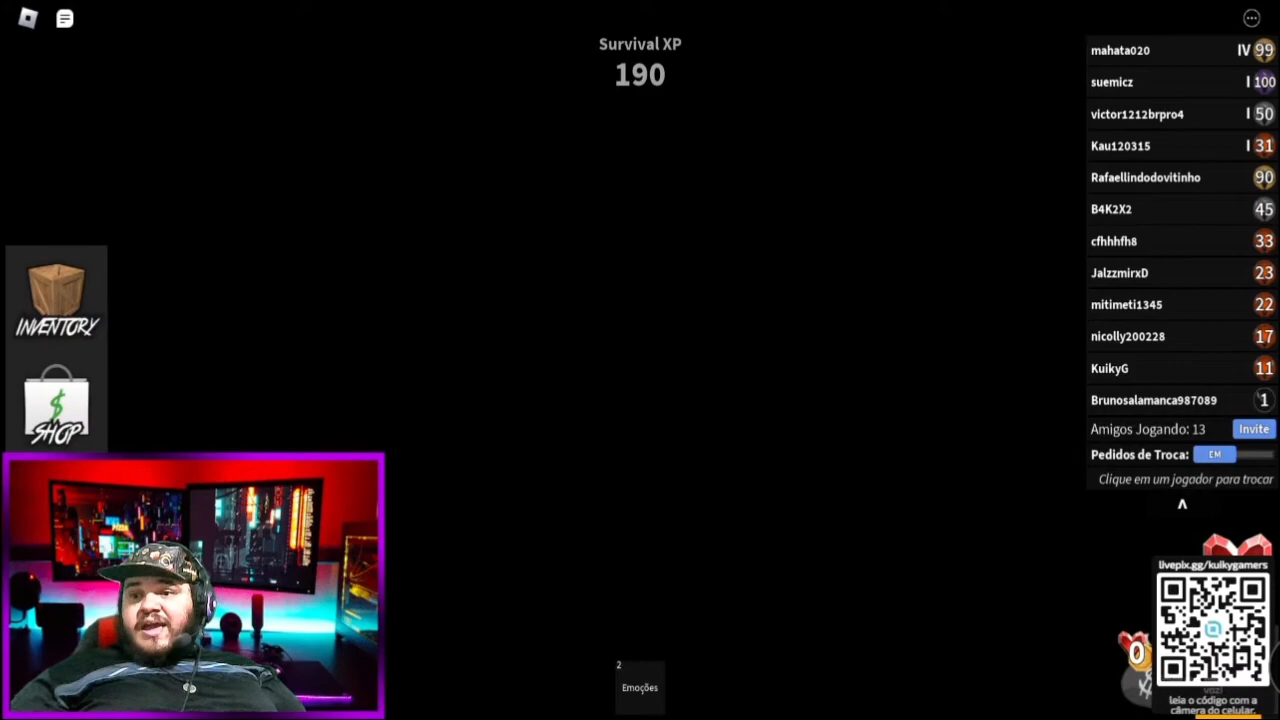 Survival XP
190
mahata020 IV 99
suemicz I 100
victor1212brpro4 I 50
Kau120315 I 31
Rafaellindodovitinho 90
B4K2X2 45
cfhhhfh8 33
JalzzmirxD 23
mitimeti1345 22
nicolly200228 17
KuikyG 11
Brunosalamanca987089 1
Amigos Jogando: 13 Invite
Pedidos de Troca: EM
Clique em um jogador para trocar
INVENTORY
$
SHOP
livepix.gg/kuikygamers
0
leia o código com a
câmera do celular.
2
Emoções